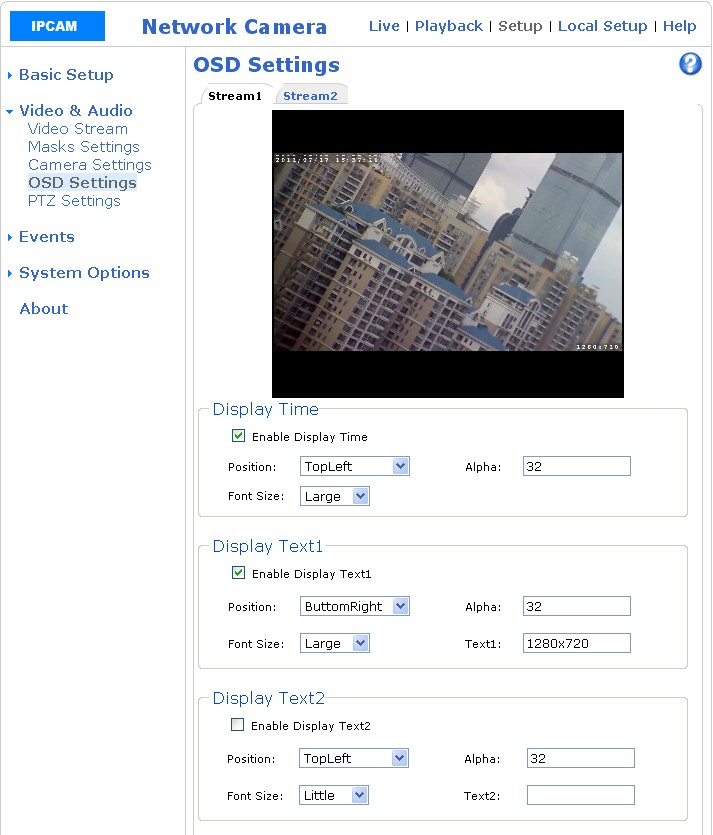 IPCAM
Network Camera
Live | Playback | Setup | Local Setup | Help
Basic Setup
Video & Audio
Video Stream
Masks Settings
Camera Settings
OSD Settings
PTZ Settings
Events
System Options
About
OSD Settings
Stream1 Stream2
2011/07/17 15:37:11
1280x720
Display Time
Enable Display Time
Position: TopLeft Alpha: 32
Font Size: Large
Display Text1
Enable Display Text1
Position: ButtomRight Alpha: 32
Font Size: Large Text1: 1280x720
Display Text2
Enable Display Text2
Position: TopLeft Alpha: 32
Font Size: Little Text2: